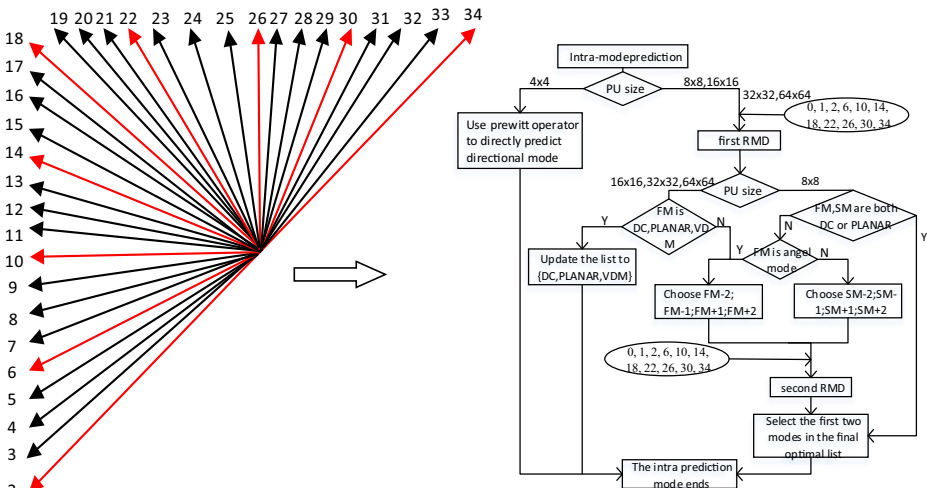 19 20 21 22 23 24 25 26 27 28 29 30 31 32 33 34
18
17
16
15
14
13
12
11
10
9
8
7
6
5
4
3
2
Intra-modeprediction
PU size
4x4
8x8,16x16
32x32,64x64
0, 1, 2, 6, 10, 14,
18, 22, 26, 30, 34
Use prewitt operator
to directly predict
directional mode
first RMD
PU size
16x16,32x32,64x64
8x8
FM is
DC,PLANAR,VD
M
Y
N
FM,SM are both
DC or PLANAR
N
Y
Update the list to
{DC,PLANAR,VDM}
FM is angel
mode
Y
N
Choose FM-2;
FM-1;FM+1;FM+2
Choose SM-2;SM-
1;SM+1;SM+2
0, 1, 2, 6, 10, 14,
18, 22, 26, 30, 34
second RMD
Select the first two
modes in the final
optimal list
The intra prediction
mode ends